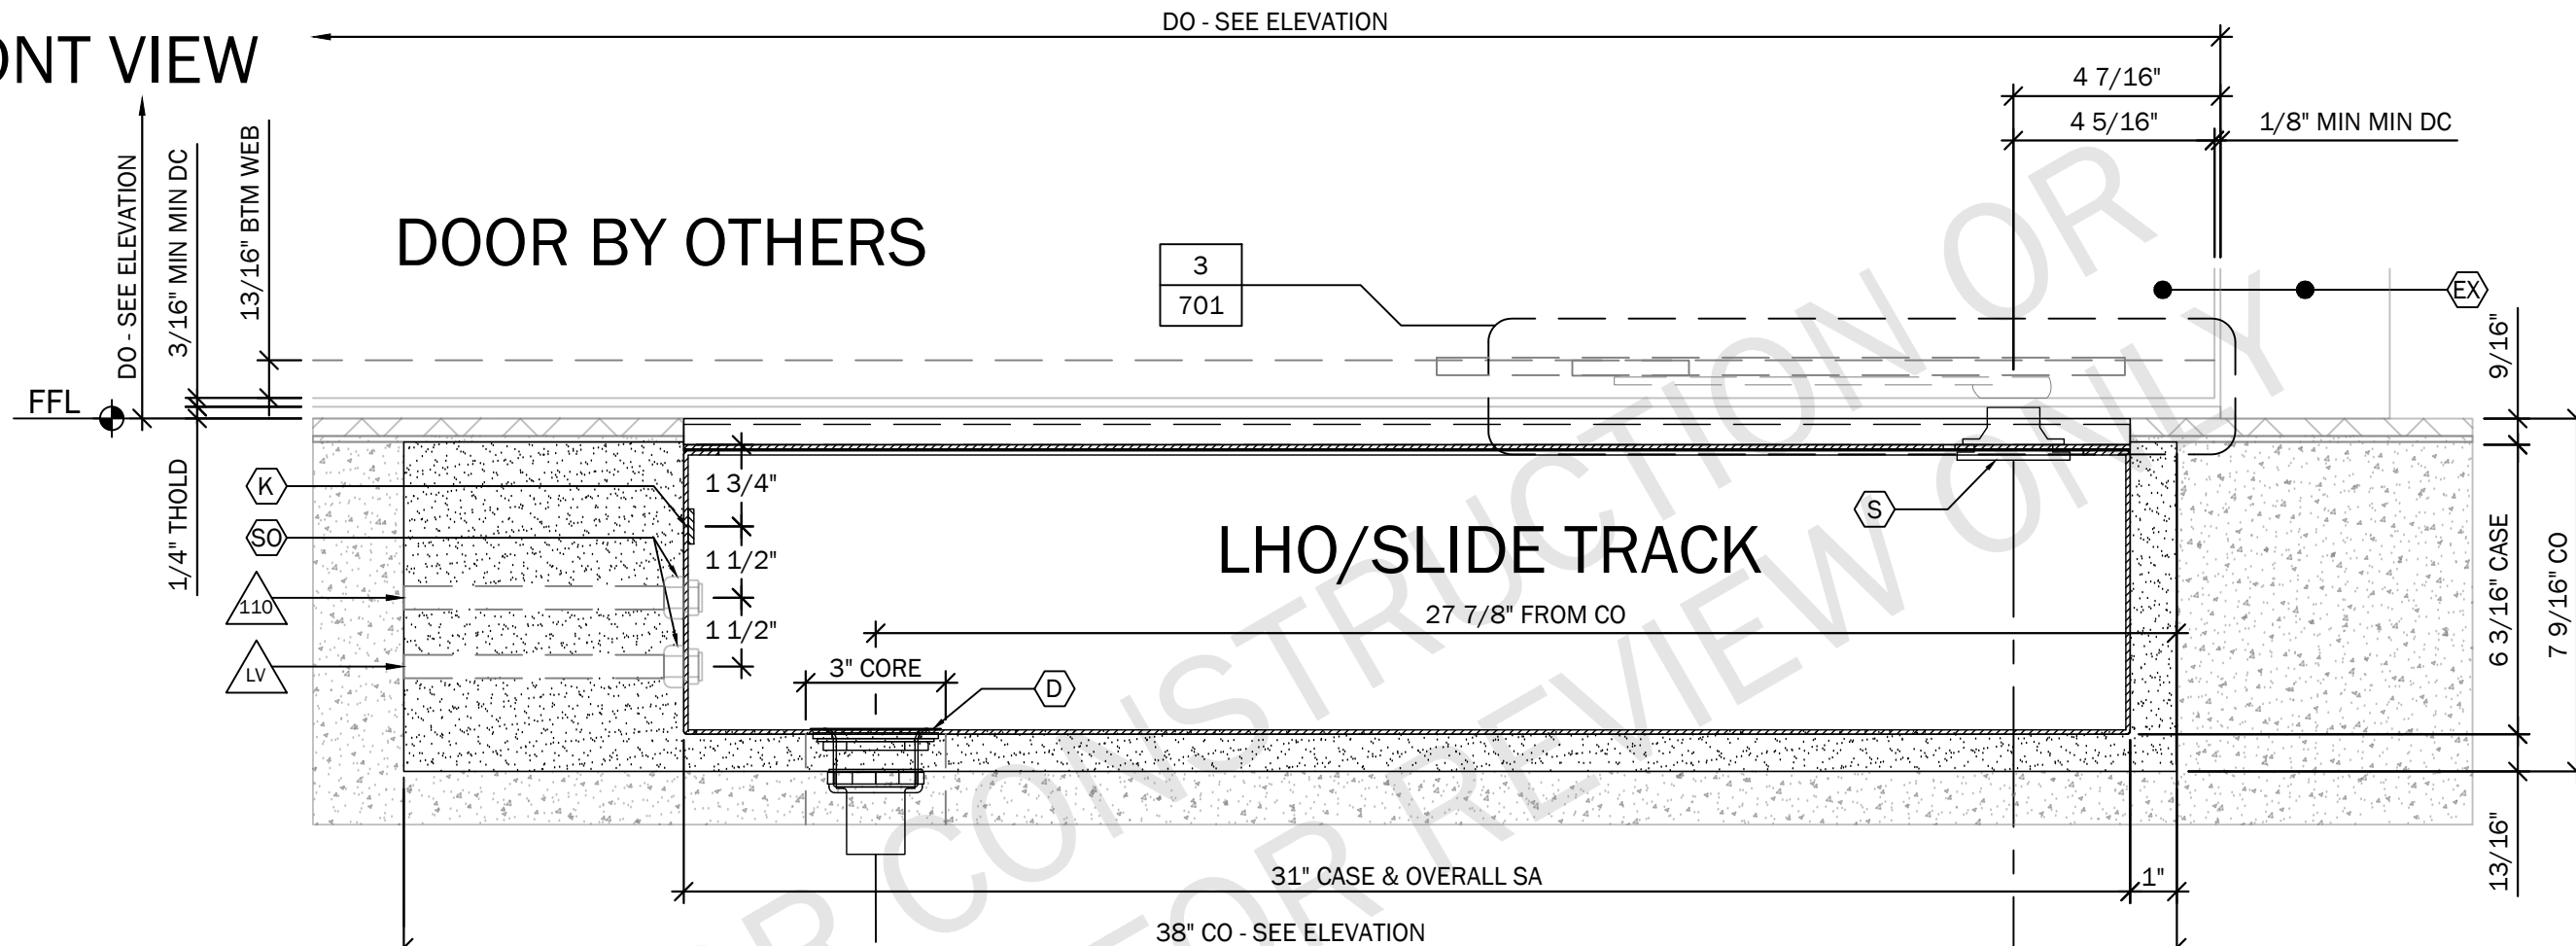 DO - SEE ELEVATION
ONT VIEW
4 7/16"
4 5/16"
1/8" MIN MIN DC
DO - SEE ELEVATION
3/16" MIN MIN DC
13/16" BTM WEB
DOOR BY OTHERS
3
701
EX
9/16"
FFL
1/4" THOLD
K
SO
110
LV
1 3/4"
1 1/2"
1 1/2"
S
LHO/SLIDE TRACK
27 7/8" FROM CO
3" CORE
D
6 3/16" CASE
7 9/16" CO
13/16"
31" CASE & OVERALL SA
1"
38" CO - SEE ELEVATION
R CONSTRUCTION OR
FOR REVIEW ONLY